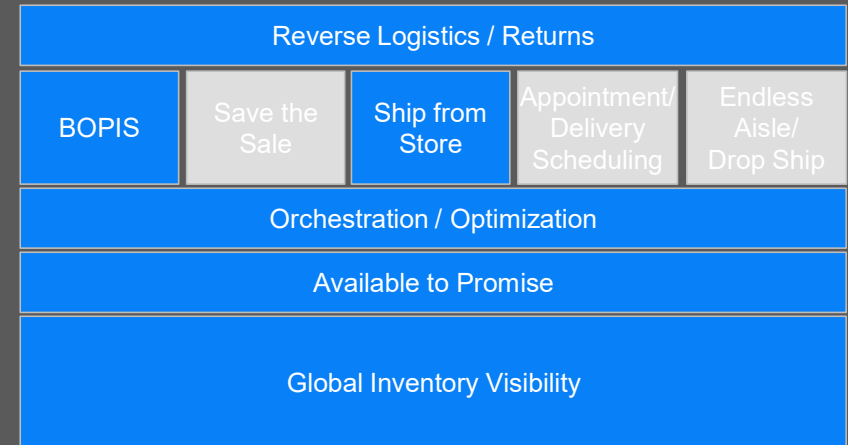 Reverse Logistics / Returns
BOPIS
Save the
Sale
Ship from
Store
Appointment/
Delivery
Scheduling
Endless
Aisle/
Drop Ship
Orchestration / Optimization
Available to Promise
Global Inventory Visibility